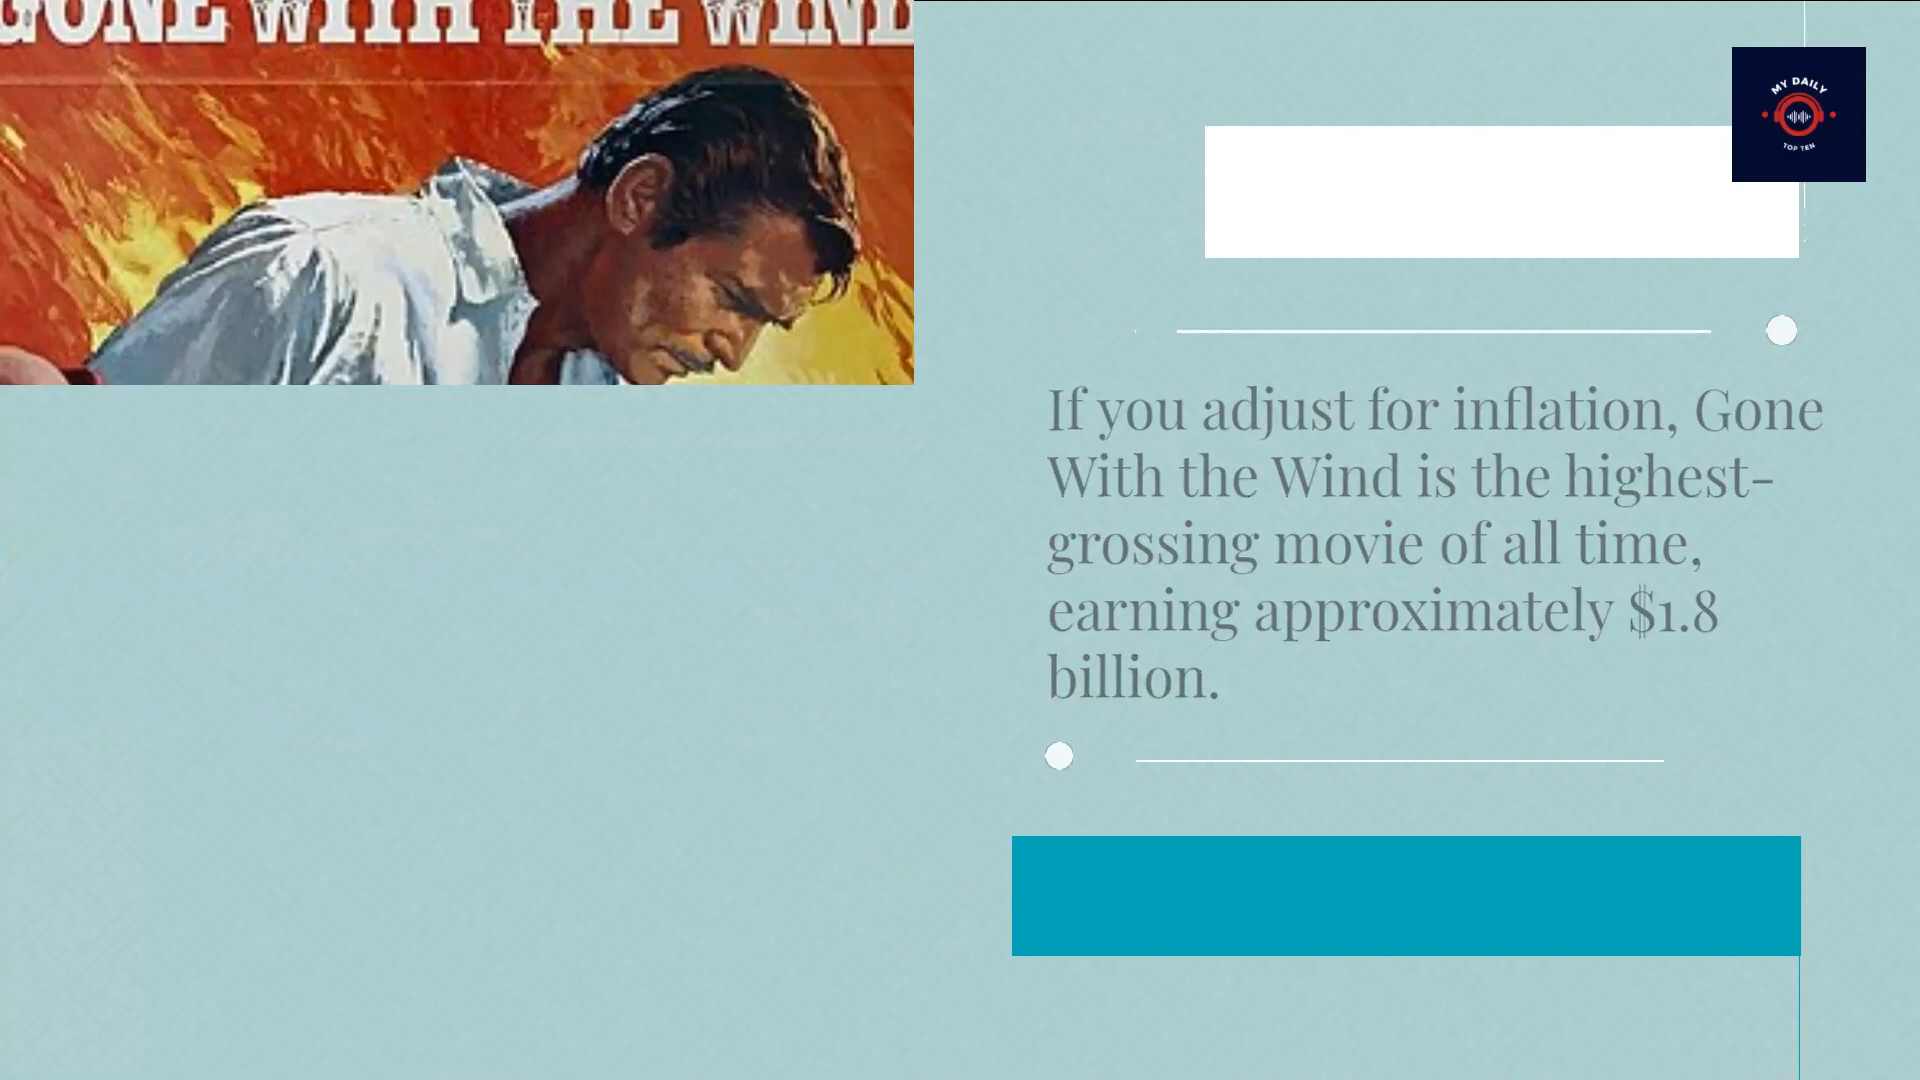 GONE WITH THE WIND
MY DAILY
TOP TEN
If you adjust for inflation, Gone
With the Wind is the highest-
grossing movie of all time,
earning approximately $1.8
billion.